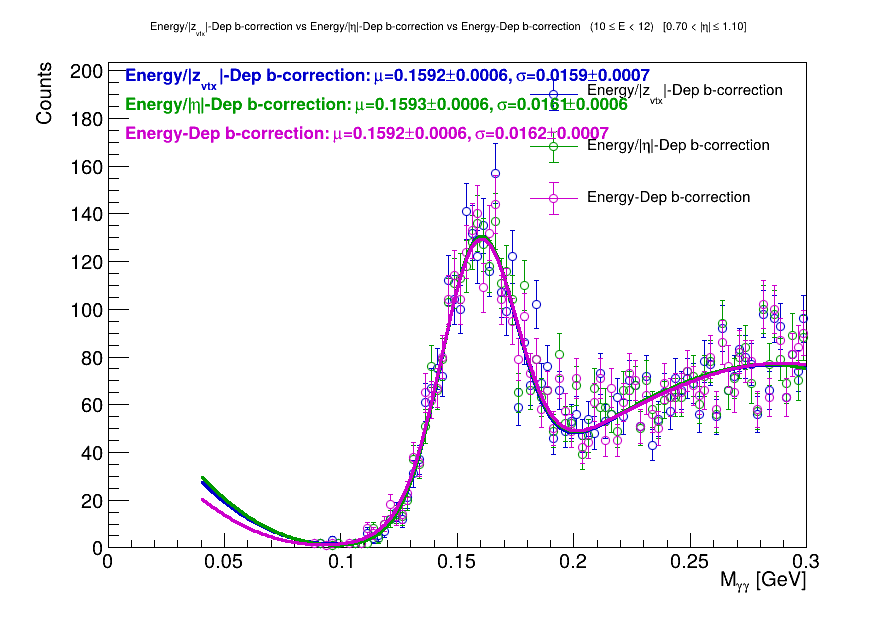 Energy/|z_vtx|-Dep b-correction vs Energy/|η|-Dep b-correction vs Energy-Dep b-correction (10 ≤ E < 12) [0.70 < |η| ≤ 1.10]
Counts
Energy/|z_vtx|-Dep b-correction: μ=0.1592±0.0006, σ=0.0159±0.0007
Energy/|η|-Dep b-correction: μ=0.1593±0.0006, σ=0.0161±0.0006
Energy-Dep b-correction: μ=0.1592±0.0006, σ=0.0162±0.0007
Energy/|z_vtx|-Dep b-correction
Energy/|η|-Dep b-correction
Energy-Dep b-correction
200
180
160
140
120
100
80
60
40
20
0
0 0.05 0.1 0.15 0.2 0.25 0.3
M_γγ [GeV]